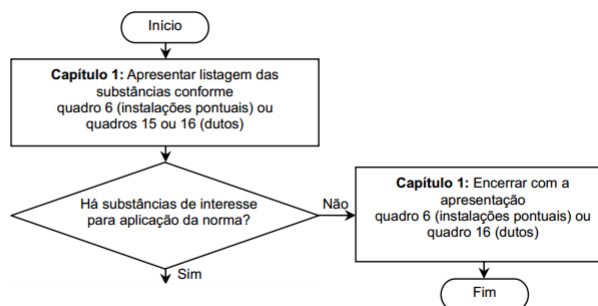 Início
Capítulo 1: Apresentar listagem das
substâncias conforme
quadro 6 (instalações pontuais) ou
quadros 15 ou 16 (dutos)
Há substâncias de interesse
para aplicação da norma?
Não
Capítulo 1: Encerrar com a
apresentação
quadro 6 (instalações pontuais) ou
quadro 16 (dutos)
Sim
Fim